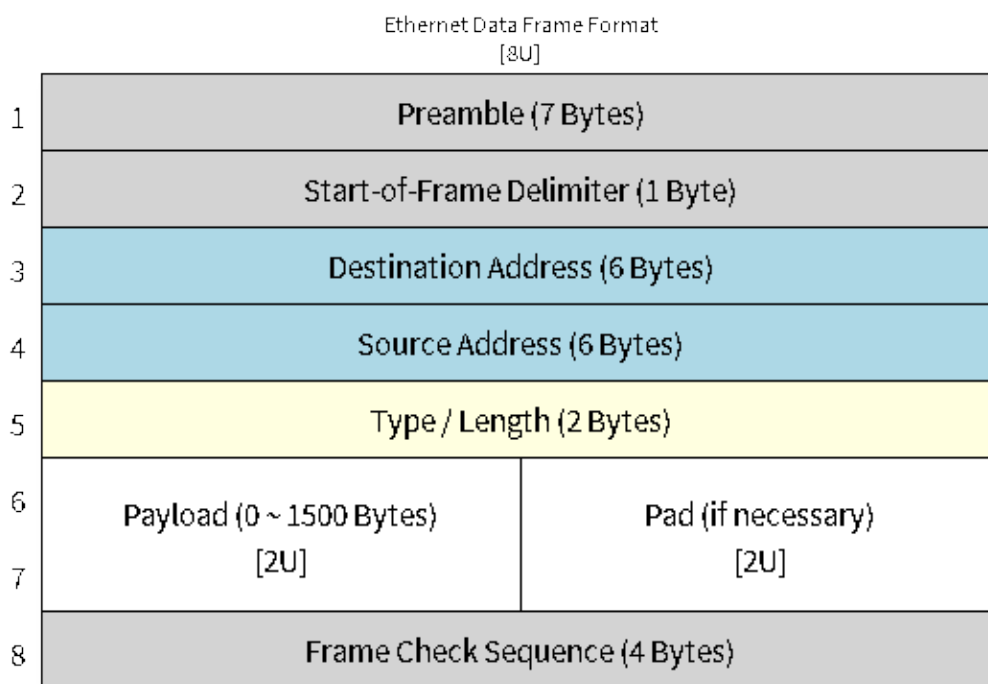 Ethernet Data Frame Format
[8U]
1
Preamble (7 Bytes)
2
Start-of-Frame Delimiter (1 Byte)
3
Destination Address (6 Bytes)
4
Source Address (6 Bytes)
5
Type / Length (2 Bytes)
6
Payload (0 ~ 1500 Bytes)
[2U]
Pad (if necessary)
[2U]
7
8
Frame Check Sequence (4 Bytes)